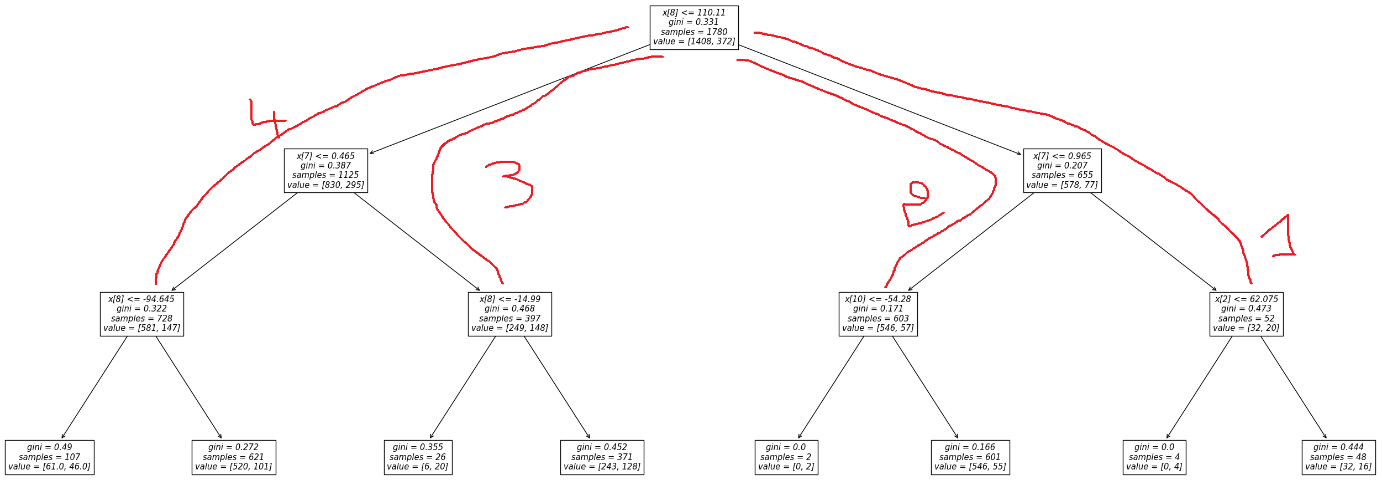 x[8] <= 110.11
gini = 0.331
samples = 1780
value = [1408, 372]
4
3
2
1
x[7] <= 0.465
gini = 0.387
samples = 1125
value = [830, 295]
x[7] <= 0.965
gini = 0.207
samples = 655
value = [578, 77]
x[8] <= -94.645
gini = 0.322
samples = 728
value = [581, 147]
x[8] <= -14.99
gini = 0.468
samples = 397
value = [249, 148]
x[10] <= -54.28
gini = 0.171
samples = 603
value = [546, 57]
x[2] <= 62.075
gini = 0.473
samples = 52
value = [32, 20]
gini = 0.49
samples = 107
value = [61.0, 46.0]
gini = 0.272
samples = 621
value = [520, 101]
gini = 0.355
samples = 26
value = [6, 20]
gini = 0.452
samples = 371
value = [243, 128]
gini = 0.0
samples = 2
value = [0, 2]
gini = 0.166
samples = 601
value = [546, 55]
gini = 0.0
samples = 4
value = [0, 4]
gini = 0.444
samples = 48
value = [32, 16]